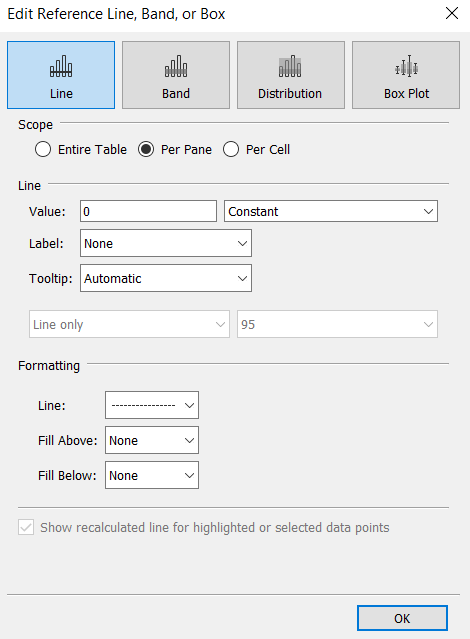 Edit Reference Line, Band, or Box
Line
Band
Distribution
Box Plot
Scope
Entire Table
Per Pane
Per Cell
Line
Value: 0 Constant
Label: None
Tooltip: Automatic
Line only 95
Formatting
Line:
Fill Above: None
Fill Below: None
Show recalculated line for highlighted or selected data points
OK